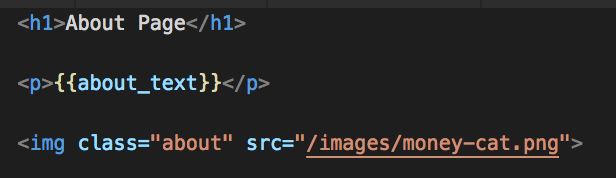 <h1>About Page</h1>
<p>{{about_text}}</p>
<img class="about" src="/images/money-cat.png">